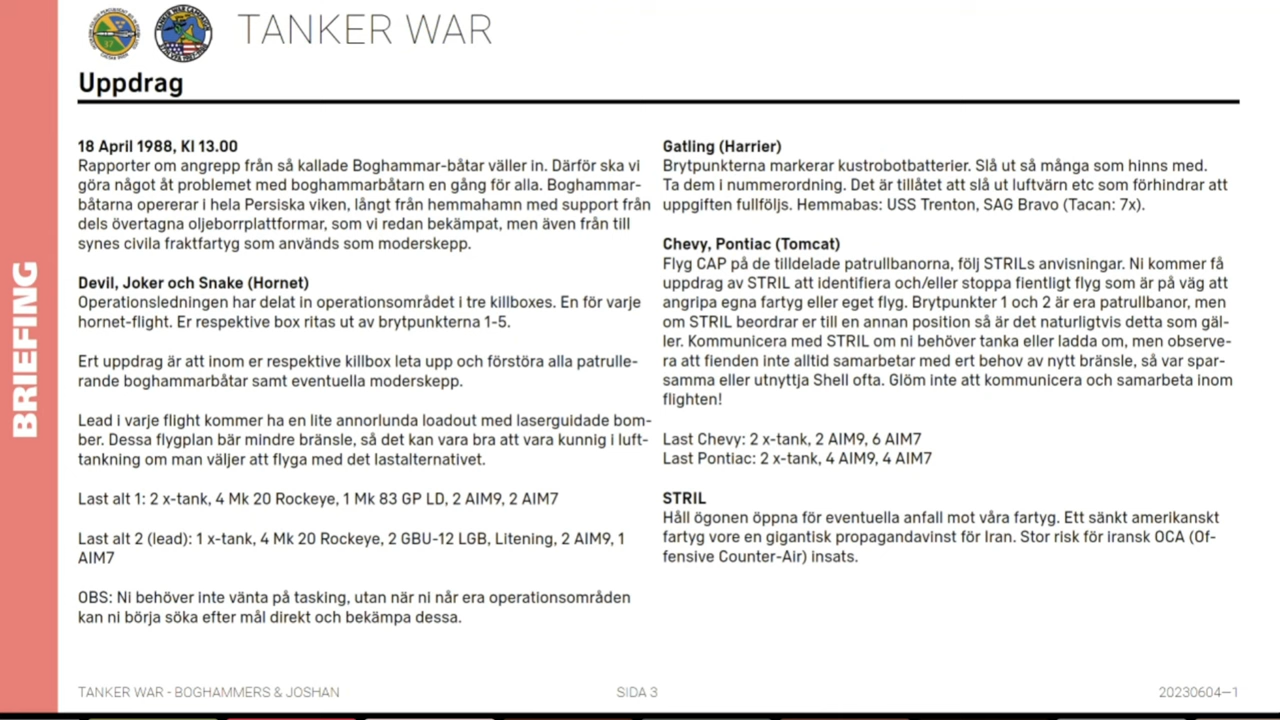 TANKER WAR
Uppdrag
BRIEFING
18 April 1988, Kl 13.00
Rapporter om angrepp från så kallade Boghammar-båtar väller in. Därför ska vi
göra något åt problemet med boghammarbåtarn en gång för alla. Boghammar-
båtarna opererar i hela Persiska viken, långt från hemmahamn med support från
dels övertagna oljeborrplattformar, som vi redan bekämpat, men även från till
synes civila fraktfartyg som används som moderskepp.
Devil, Joker och Snake (Hornet)
Operationsledningen har delat in operationsområdet i tre killboxes. En för varje
hornet-flight. Er respektive box ritas ut av brytpunkterna 1-5.
Ert uppdrag är att inom er respektive killbox leta upp och förstöra alla patrulle-
rande boghammarbåtar samt eventuella moderskepp.
Lead i varje flight kommer ha en lite annorlunda loadout med laserguidade bom-
ber. Dessa flygplan bär mindre bränsle, så det kan vara bra att vara kunnig i luft-
tankning om man väljer att flyga med det lastalternativet.
Last alt 1: 2 x-tank, 4 Mk 20 Rockeye, 1 Mk 83 GP LD, 2 AIM9, 2 AIM7
Last alt 2 (lead): 1 x-tank, 4 Mk 20 Rockeye, 2 GBU-12 LGB, Litening, 2 AIM9, 1
AIM7
OBS: Ni behöver inte vänta på tasking, utan när ni når era operationsområden
kan ni börja söka efter mål direkt och bekämpa dessa.
Gatling (Harrier)
Brytpunkterna markerar kustrobotbatterier. Slå ut så många som hinns med.
Ta dem i nummerordning. Det är tillåtet att slå ut luftvärn etc som förhindrar att
uppgiften fullföljs. Hemmabas: USS Trenton, SAG Bravo (Tacan: 7x).
Chevy, Pontiac (Tomcat)
Flyg CAP på de tilldelade patrullbanorna, följ STRILs anvisningar. Ni kommer få
uppdrag av STRIL att identifiera och/eller stoppa fientligt flyg som är på väg att
angripa egna fartyg eller eget flyg. Brytpunkter 1 och 2 är era patrullbanor, men
om STRIL beordrar er till en annan position så är det naturligtvis detta som gäl-
ler. Kommunicera med STRIL om ni behöver tanka eller ladda om, men observe-
ra att fienden inte alltid samarbetar med ert behov av nytt bränsle, så var spar-
samma eller utnyttja Shell ofta. Glöm inte att kommunicera och samarbeta inom
flighten!
Last Chevy: 2 x-tank, 2 AIM9, 6 AIM7
Last Pontiac: 2 x-tank, 4 AIM9, 4 AIM7
STRIL
Håll ögonen öppna för eventuella anfall mot våra fartyg. Ett sänkt amerikanskt
fartyg vore en gigantisk propagandavinst för Iran. Stor risk för iransk OCA (Of-
fensive Counter-Air) insats.
TANKER WAR - BOGHAMMERS & JOSHAN
SIDA 3
20230604—1